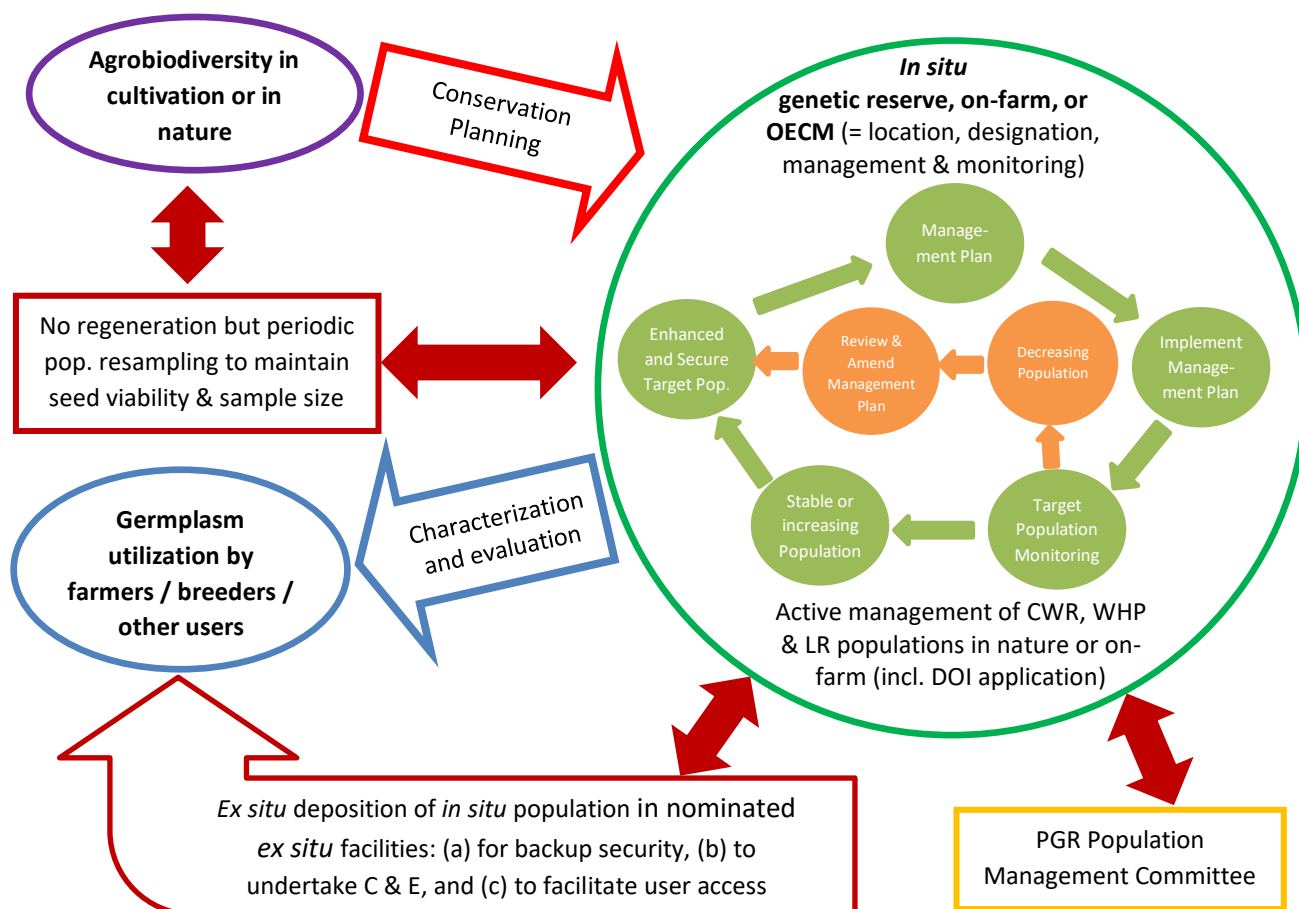 Agrobiodiversity in
cultivation or in
nature
Conservation
Planning
In situ
genetic reserve, on-farm, or
OECM (= location, designation,
management & monitoring)
Manage-
ment Plan
Implement
Manage-
ment Plan
Target
Population
Monitoring
Stable or
increasing
Population
Enhanced
and Secure
Target Pop.
Review &
Amend
Management
Plan
Decreasing
Population
Active management of CWR, WHP
& LR populations in nature or on-
farm (incl. DOI application)
No regeneration but periodic
pop. resampling to maintain
seed viability & sample size
Characterization
and evaluation
Germplasm
utilization by
farmers / breeders /
other users
Ex situ deposition of in situ population in nominated
ex situ facilities: (a) for backup security, (b) to
undertake C & E, and (c) to facilitate user access
PGR Population
Management Committee